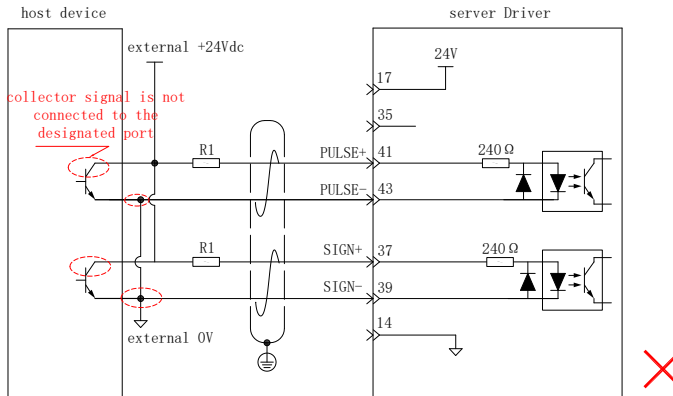 host device
server Driver
external +24Vdc
24V
17
collector signal is not
connected to the
designated port
35
R1
PULSE+
41
240Ω
PULSE-
43
R1
SIGN+
37
240Ω
SIGN-
39
external 0V
14